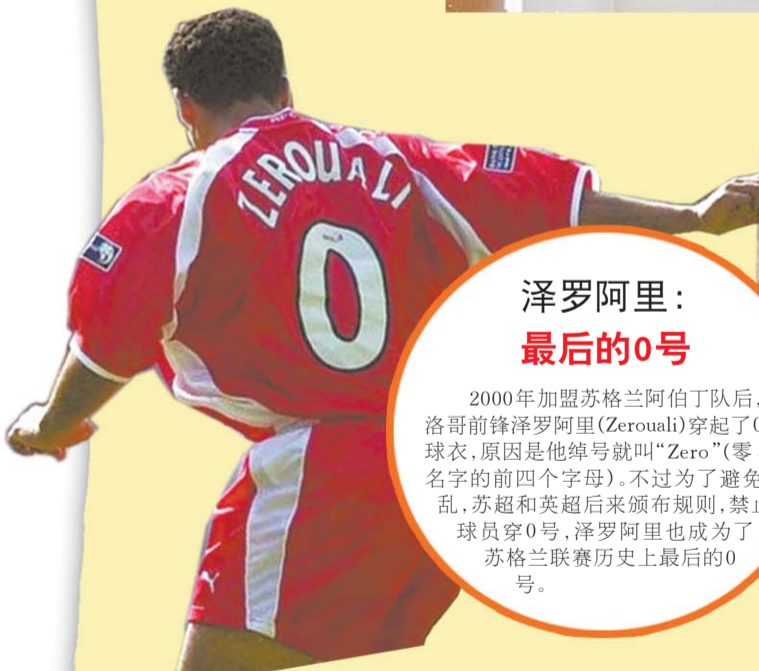 ZEROUALI
0
泽罗阿里:
最后的0号
2000年加盟苏格兰阿伯丁队后,
洛哥前锋泽罗阿里(Zerouali)穿起了0
球衣,原因是他绰号就叫“Zero”(零
名字的前四个字母)。不过为了避免
乱,苏超和英超后来颁布规则,禁止
球员穿0号,泽罗阿里也成为了
苏格兰联赛历史上最后的0
号。